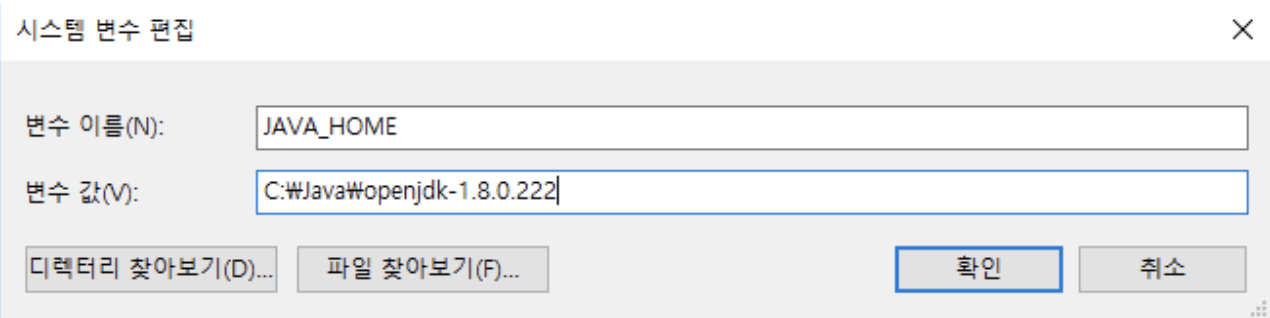 시스템 변수 편집
변수 이름(N): JAVA_HOME
변수 값(V): C:₩Java₩openjdk-1.8.0.222
디렉터리 찾아보기(D)... 파일 찾아보기(F)... 확인 취소